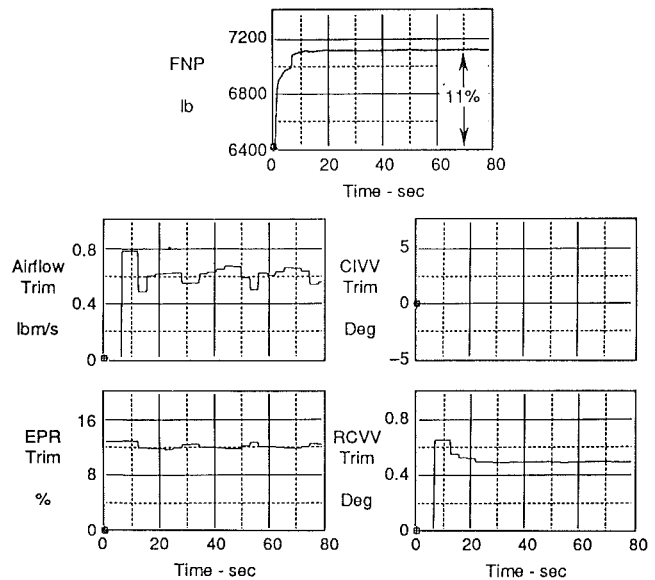 7200
FNP
6800
lb
11%
6400
0 20 40 60 80
Time - sec
0.8
Airflow
Trim
0.4
lbm/s
0
5
CIVV
Trim
0
Deg
-5
16
EPR
Trim
8
%
0
0 20 40 60 80
Time - sec
0.8
RCVV
Trim
0.4
Deg
0
0 20 40 60 80
Time - sec